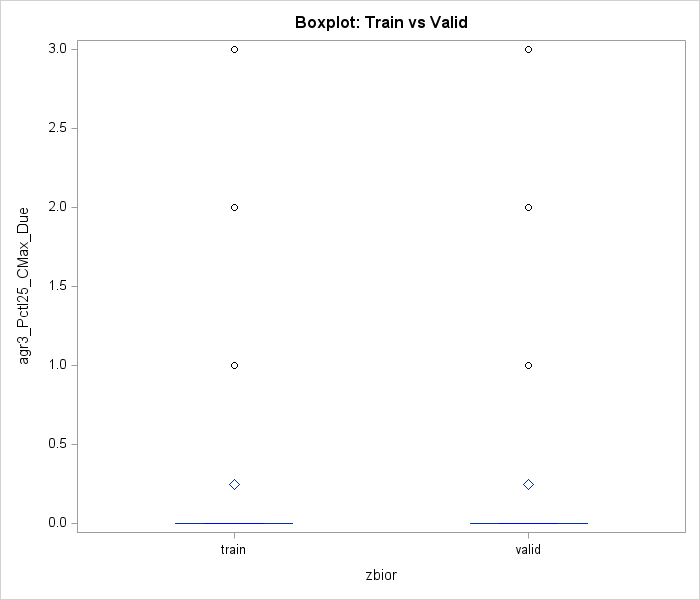 Boxplot: Train vs Valid
3.0
2.5
2.0
1.5
1.0
0.5
0.0
agr3_Pctl25_CMax_Due
train
valid
zbior